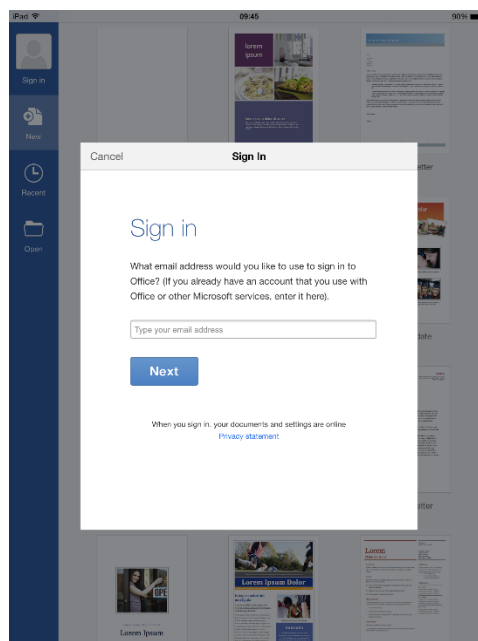 iPad
09:45
90%
lorem
ipsum
Sign in
New
Recent
Open
Cancel
Sign In
Sign in
What email address would you like to use to sign in to
Office? (If you already have an account that you use with
Office or other Microsoft services, enter it here).
Type your email address
Next
When you sign in, your documents and settings are online
Privacy statement
etter
date
etter
OPE
Lorem Ipsum
Lorem Ipsum Dolor
Lorem